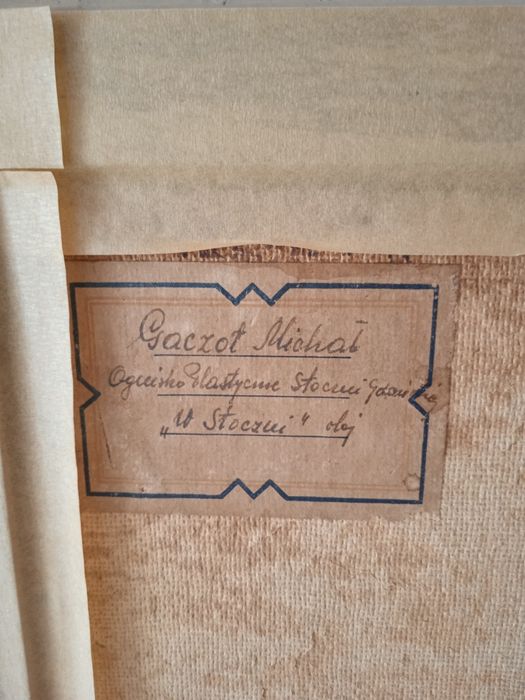 Gaczoł Michał
Ognisko Plastyczne Stoczni Gdańskiej
„W Stoczni" olej